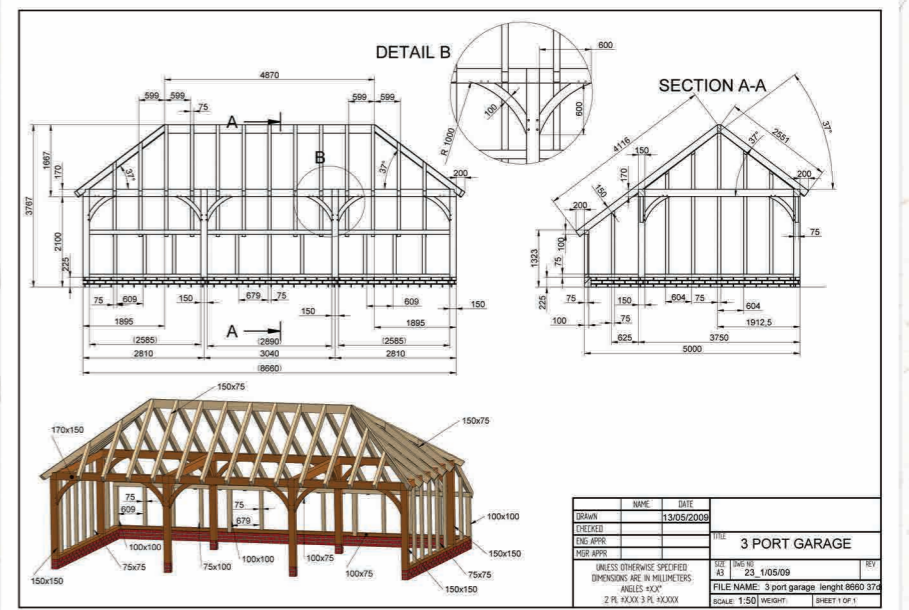 DETAIL B
600
600
100
R 1000
SECTION A-A
4870
599 599
75
599 599
A
B
1667
170
37°
37°
200
3767
2100
225
75 609
150
679 75
609
150
150
1895
A
1895
(2585)
(2890)
(2585)
2810
3040
2810
(8660)
4116
2551
37°
37°
150
170
200
200
150
1323
100
75
225
75
75
150
604 75
604
100
75
1912,5
625
3750
5000
150x75
150x75
170x150
75
609
75
679
100x100
150x150
75x75
150x150
100x75
100x75
100x100
75x100
100x100
75x75
150x150
NAME DATE
DRAWN 13/05/2009
CHECKED
ENG APPR
MGR APPR
TITLE
3 PORT GARAGE
UNLESS OTHERWISE SPECIFIED
DIMENSIONS ARE IN MILLIMETERS
ANGLES ±X.X°
2 PL ±X.XX 3 PL ±X.XXX
SIZE DWG NO REV
A3 23_1/05/09
FILE NAME: 3 port garage lenght 8660 37d
SCALE: 1:50 WEIGHT: SHEET 1 OF 1